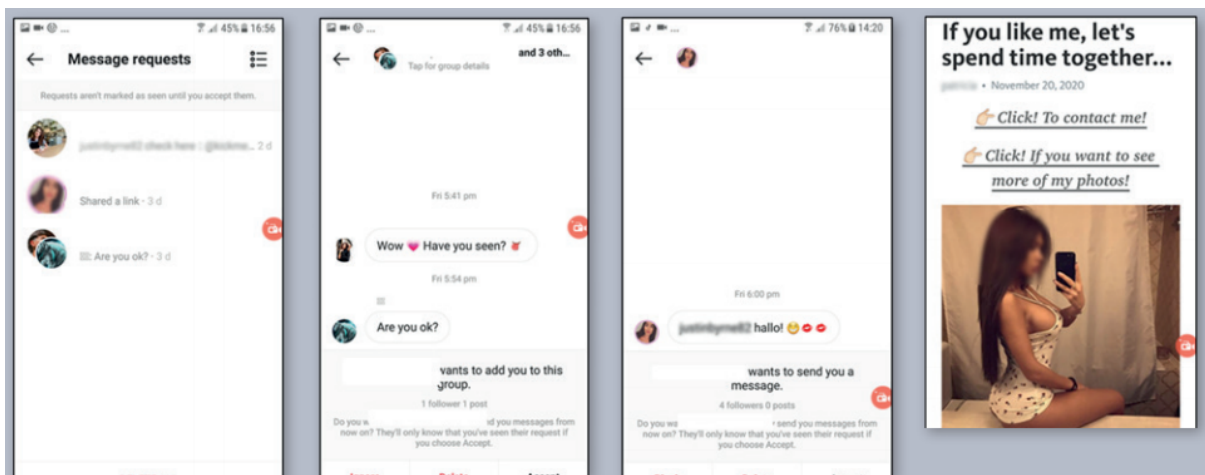 ... 45% 16:56
Message requests
Requests aren't marked as seen until you accept them.
2 d
Shared a link · 3 d
Are you ok? · 3 d
... 45% 16:56
and 3 oth...
Tap for group details
Fri 5:41 pm
Wow 💗 Have you seen?
Fri 5:54 pm
Are you ok?
wants to add you to this
group.
1 follower 1 post
you messages from
now on? They'll only know that you've seen their request if
you choose Accept.
... 76% 14:20
Fri 6:00 pm
hallo! 😁💋💋
wants to send you a
message.
4 followers 0 posts
send you messages from
now on? They'll only know that you've seen their request if
you choose Accept.
If you like me, let's
spend time together...
• November 20, 2020
👉🏻 Click! To contact me!
👉🏻 Click! If you want to see
more of my photos!